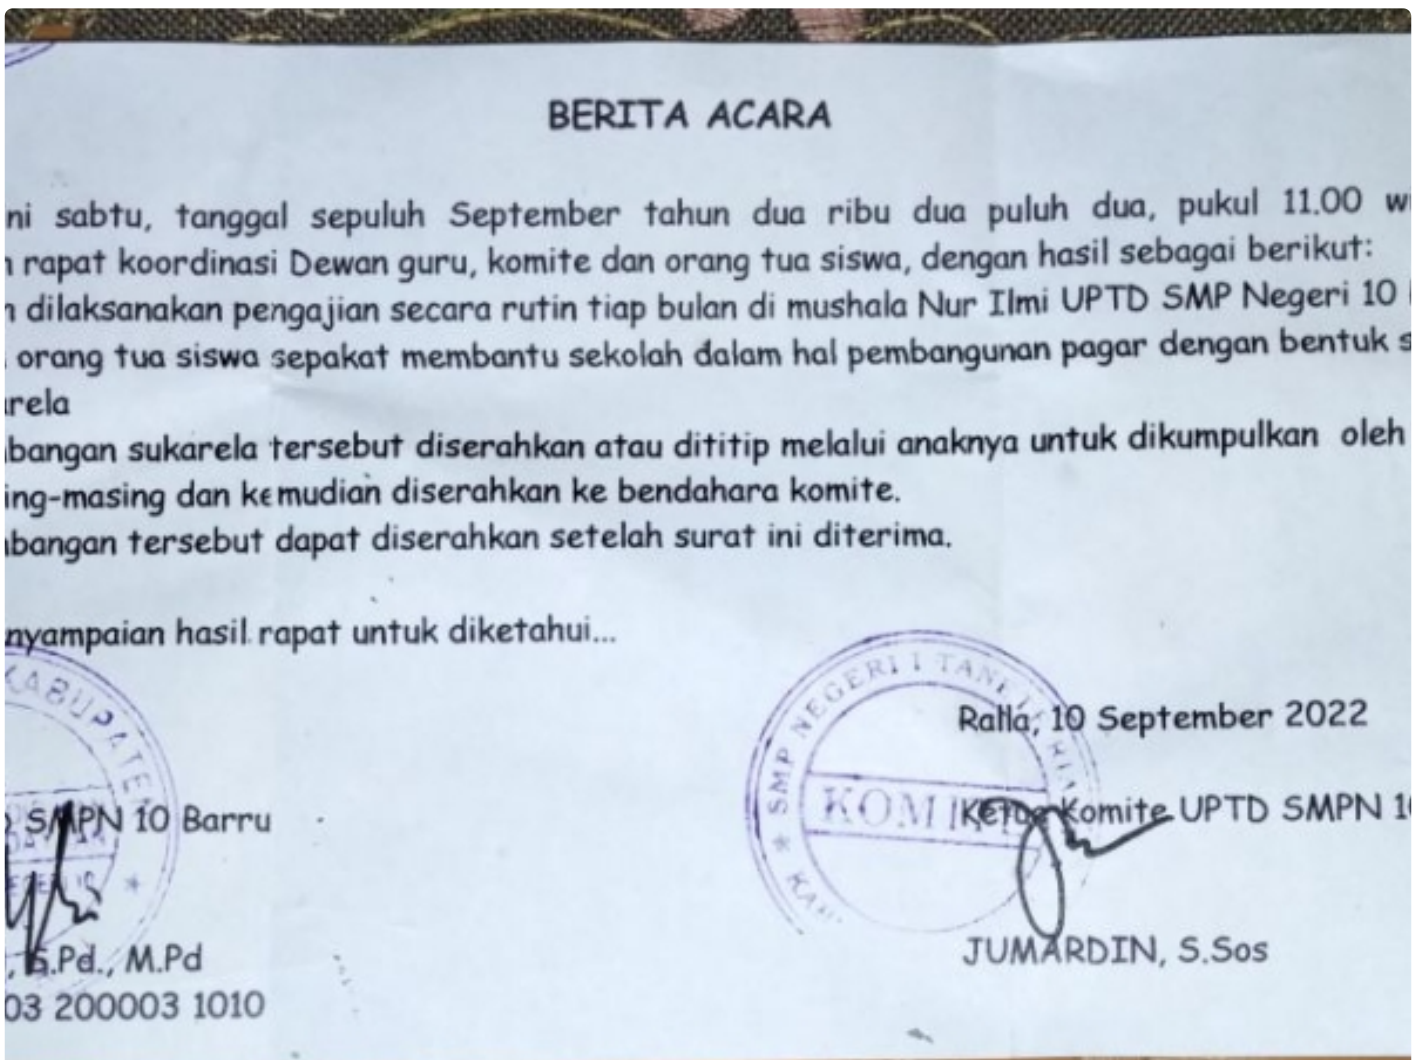 BERITA ACARA
ni sabtu, tanggal sepuluh September tahun dua ribu dua puluh dua, pukul 11.00 w
rapat koordinasi Dewan guru, komite dan orang tua siswa, dengan hasil sebagai berikut:
dilaksanakan pengajian secara rutin tiap bulan di mushala Nur Ilmi UPTD SMP Negeri 10
orang tua siswa sepakat membantu sekolah dalam hal pembangunan pagar dengan bentuk s
rela
bangan sukarela tersebut diserahkan atau dititip melalui anaknya untuk dikumpulkan oleh
ing-masing dan kemudian diserahkan ke bendahara komite.
bangan tersebut dapat diserahkan setelah surat ini diterima.
nyampaian hasil rapat untuk diketahui...
KABUPATEN
SMP NEGERI 1
KOMITE
Ralla, 10 September 2022
SMPN 10 Barru
Ketua Komite UPTD SMPN 1
, S.Pd., M.Pd
JUMARDIN, S.Sos
03 200003 1010